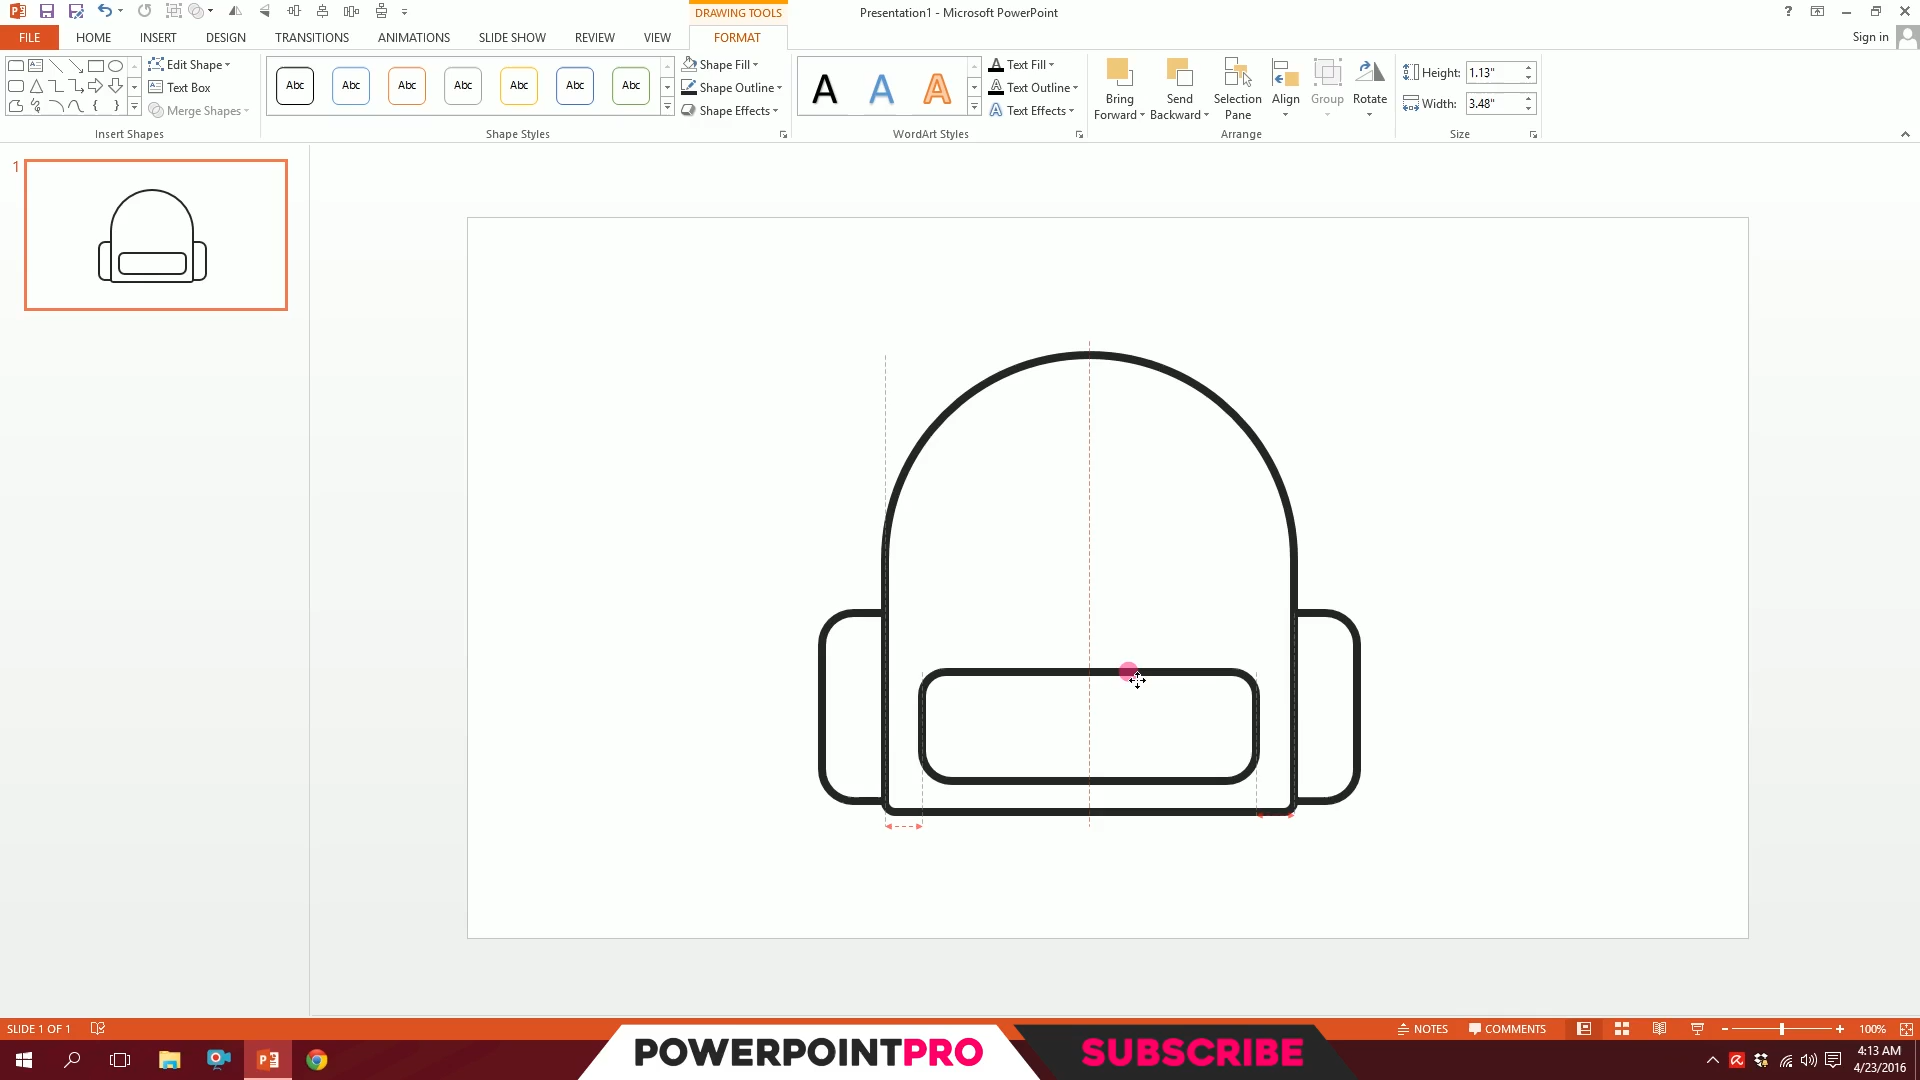 DRAWING TOOLS
Presentation1 - Microsoft PowerPoint
?
FILE
HOME
INSERT
DESIGN
TRANSITIONS
ANIMATIONS
SLIDE SHOW
REVIEW
VIEW
FORMAT
Sign in
Edit Shape
Text Box
Merge Shapes
Insert Shapes
Abc
Abc
Abc
Abc
Abc
Abc
Abc
Shape Fill
Shape Outline
Shape Effects
Shape Styles
A
A
A
Text Fill
Text Outline
Text Effects
WordArt Styles
Bring
Forward
Send
Backward
Selection
Pane
Align
Group
Rotate
Arrange
Height: 1.13"
Width: 3.48"
Size
1
SLIDE 1 OF 1
NOTES
COMMENTS
100%
POWERPOINTPRO
SUBSCRIBE
4:13 AM
4/23/2016